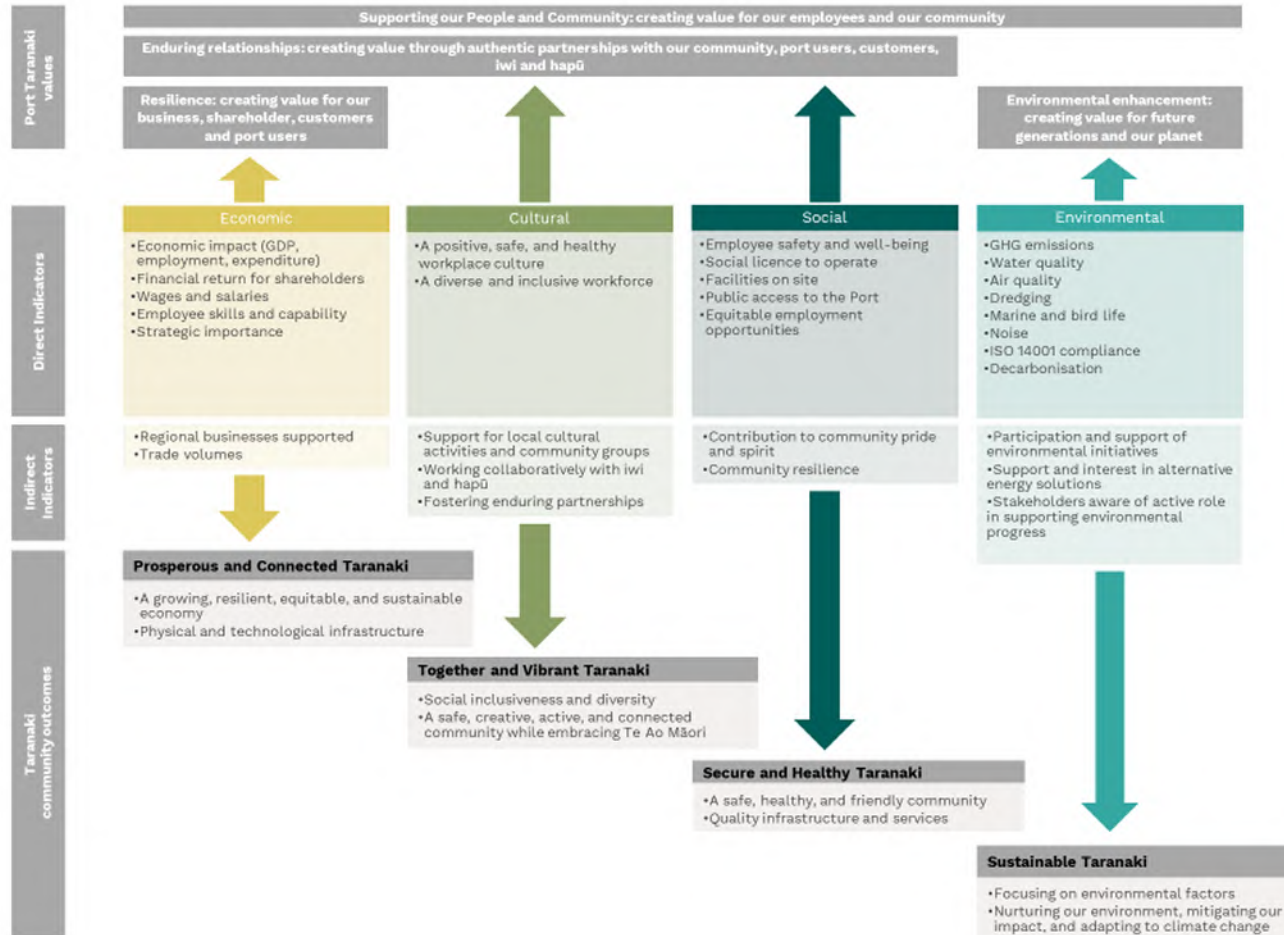 Port Taranaki
values
Supporting our People and Community: creating value for our employees and our community
Enduring relationships: creating value through authentic partnerships with our community, port users, customers,
iwi and hapū
Resilience: creating value for our
business, shareholder, customers
and port users
Environmental enhancement:
creating value for future
generations and our planet
Direct Indicators
Economic
•Economic impact (GDP,
employment, expenditure)
•Financial return for shareholders
•Wages and salaries
•Employee skills and capability
•Strategic importance
Cultural
•A positive, safe, and healthy
workplace culture
•A diverse and inclusive workforce
Social
•Employee safety and well-being
•Social licence to operate
•Facilities on site
•Public access to the Port
•Equitable employment
opportunities
Environmental
•GHG emissions
•Water quality
•Air quality
•Dredging
•Marine and bird life
•Noise
•ISO 14001 compliance
•Decarbonisation
Indirect
Indicators
•Regional businesses supported
•Trade volumes
•Support for local cultural
activities and community groups
•Working collaboratively with iwi
and hapū
•Fostering enduring partnerships
•Contribution to community pride
and spirit
•Community resilience
•Participation and support of
environmental initiatives
•Support and interest in alternative
energy solutions
•Stakeholders aware of active role
in supporting environmental
progress
Taranaki
community outcomes
Prosperous and Connected Taranaki
•A growing, resilient, equitable, and sustainable
economy
•Physical and technological infrastructure
Together and Vibrant Taranaki
•Social inclusiveness and diversity
•A safe, creative, active, and connected
community while embracing Te Ao Māori
Secure and Healthy Taranaki
•A safe, healthy, and friendly community
•Quality infrastructure and services
Sustainable Taranaki
•Focusing on environmental factors
•Nurturing our environment, mitigating our
impact, and adapting to climate change